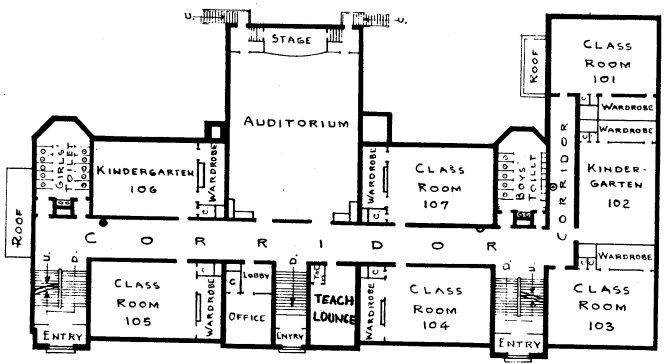 U.
U.
STAGE
ROOF
CLASS
ROOM
101
C
WARDROBE
WARDROBE
AUDITORIUM
GIRLS
TOILET
KINDERGARTEN
106
WARDROBE
C
WARDROBE
C
CLASS
ROOM
107
BOYS
TOILET
CORRIDOR
KINDER-
GARTEN
102
C
WARDROBE
ROOF
CORRIDOR
U.
D.
CLASS
ROOM
105
C
WARDROBE
LOBBY
C
OFFICE
D.
TOI.
TEACH
LOUNGE
C
WARDROBE
CLASS
ROOM
104
D.
U.
CLASS
ROOM
103
ENTRY
ENTRY
ENTRY